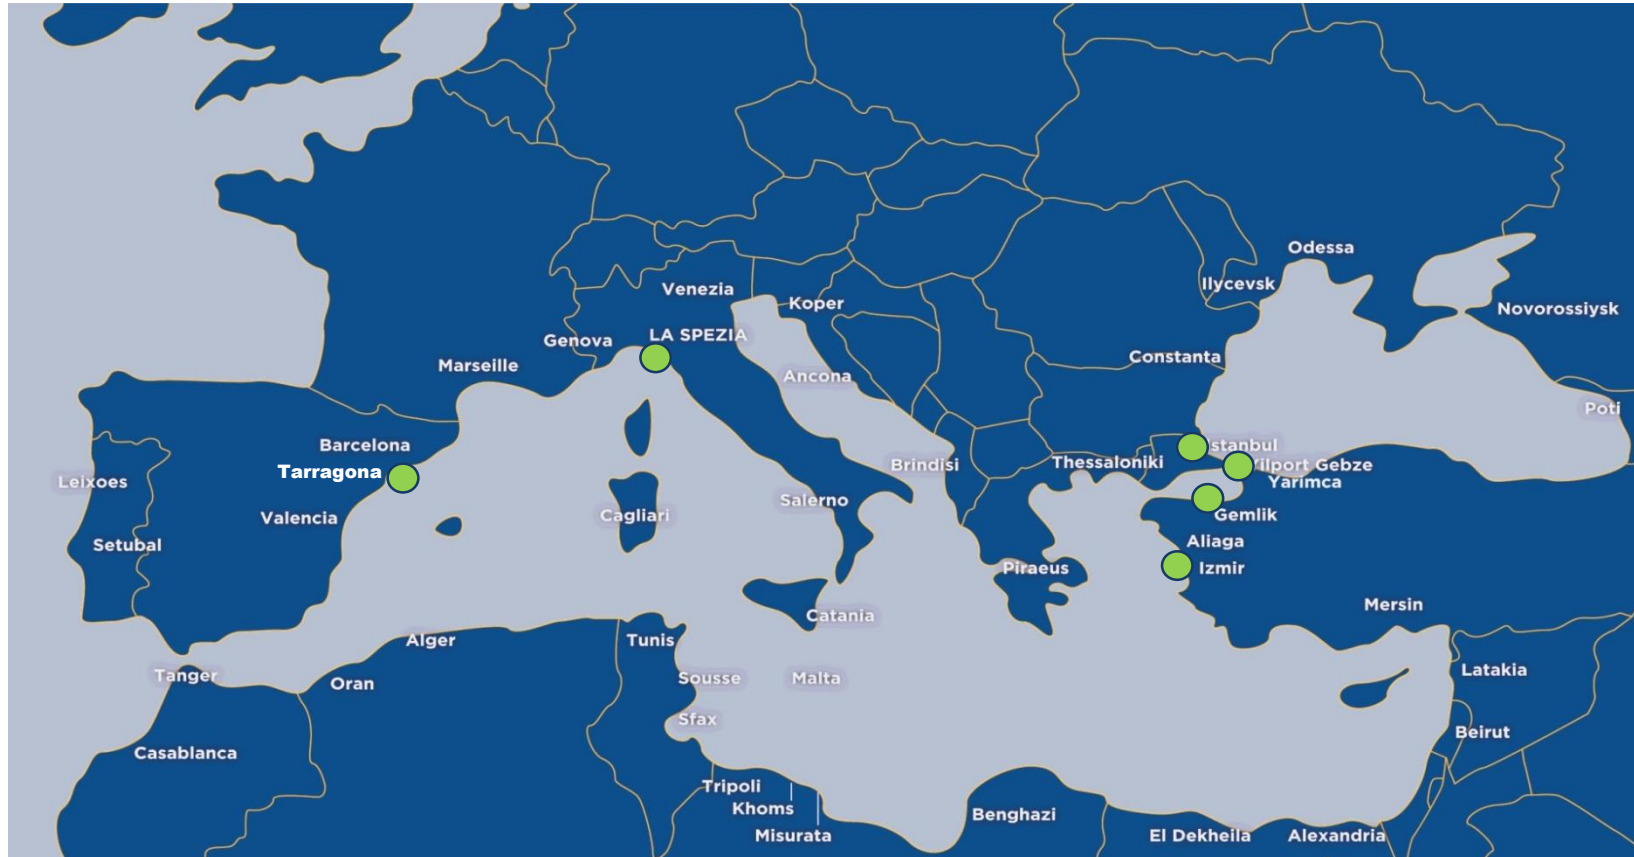 Odessa
Ilycevsk
Venezia
Koper
Novorossiysk
Genova
LA SPEZIA
Marseille
Constanta
Ancona
Poti
Barcelona
Istanbul
Tarragona
Brindisi
Thessaloniki
Yilport Gebze
Leixoes
Yarimca
Salerno
Cagliari
Gemlik
Valencia
Setubal
Aliaga
Piraeus
Izmir
Mersin
Catania
Alger
Tunis
Tanger
Oran
Sousse
Malta
Latakia
Sfax
Beirut
Casablanca
Tripoli
Khoms
Benghazi
Misurata
El Dekheila
Alexandria